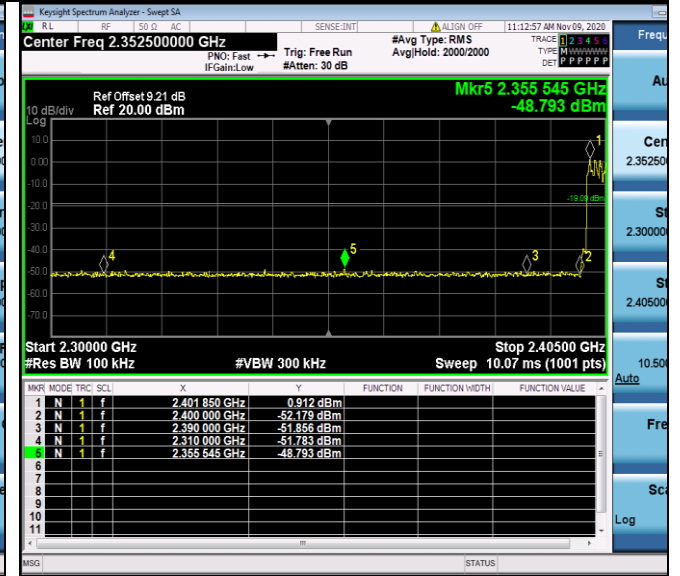 Keysight Spectrum Analyzer - Swept SA
RL RF 50 Ω AC SENSE:INT ALIGN OFF 11:12:57 AM Nov 09, 2020
Center Freq 2.352500000 GHz
PNO: Fast
IFGain:Low
Trig: Free Run
#Atten: 30 dB
#Avg Type: RMS
Avg|Hold: 2000/2000
TRACE 1 2 3 4 5 6
TYPE M
DET P P P P P P
Mkr5 2.355 545 GHz
-48.793 dBm
Ref Offset 9.21 dB
10 dB/div Ref 20.00 dBm
Log
10.0
0.00
-10.0
-20.0
-30.0
-40.0
-50.0
-60.0
-70.0
1
-19.09 dBm
4
5
3
2
Start 2.30000 GHz Stop 2.40500 GHz
#Res BW 100 kHz #VBW 300 kHz Sweep 10.07 ms (1001 pts)
MKR MODE TRC SCL X Y FUNCTION FUNCTION WIDTH FUNCTION VALUE
1 N 1 f 2.401 850 GHz 0.912 dBm
2 N 1 f 2.400 000 GHz -52.179 dBm
3 N 1 f 2.390 000 GHz -51.856 dBm
4 N 1 f 2.310 000 GHz -51.783 dBm
5 N 1 f 2.355 545 GHz -48.793 dBm
6
7
8
9
10
11
MSG STATUS
Frequ
Au
Cen
2.35250
St
2.30000
St
2.40500
10.500
Auto
Fre
Sca
Log